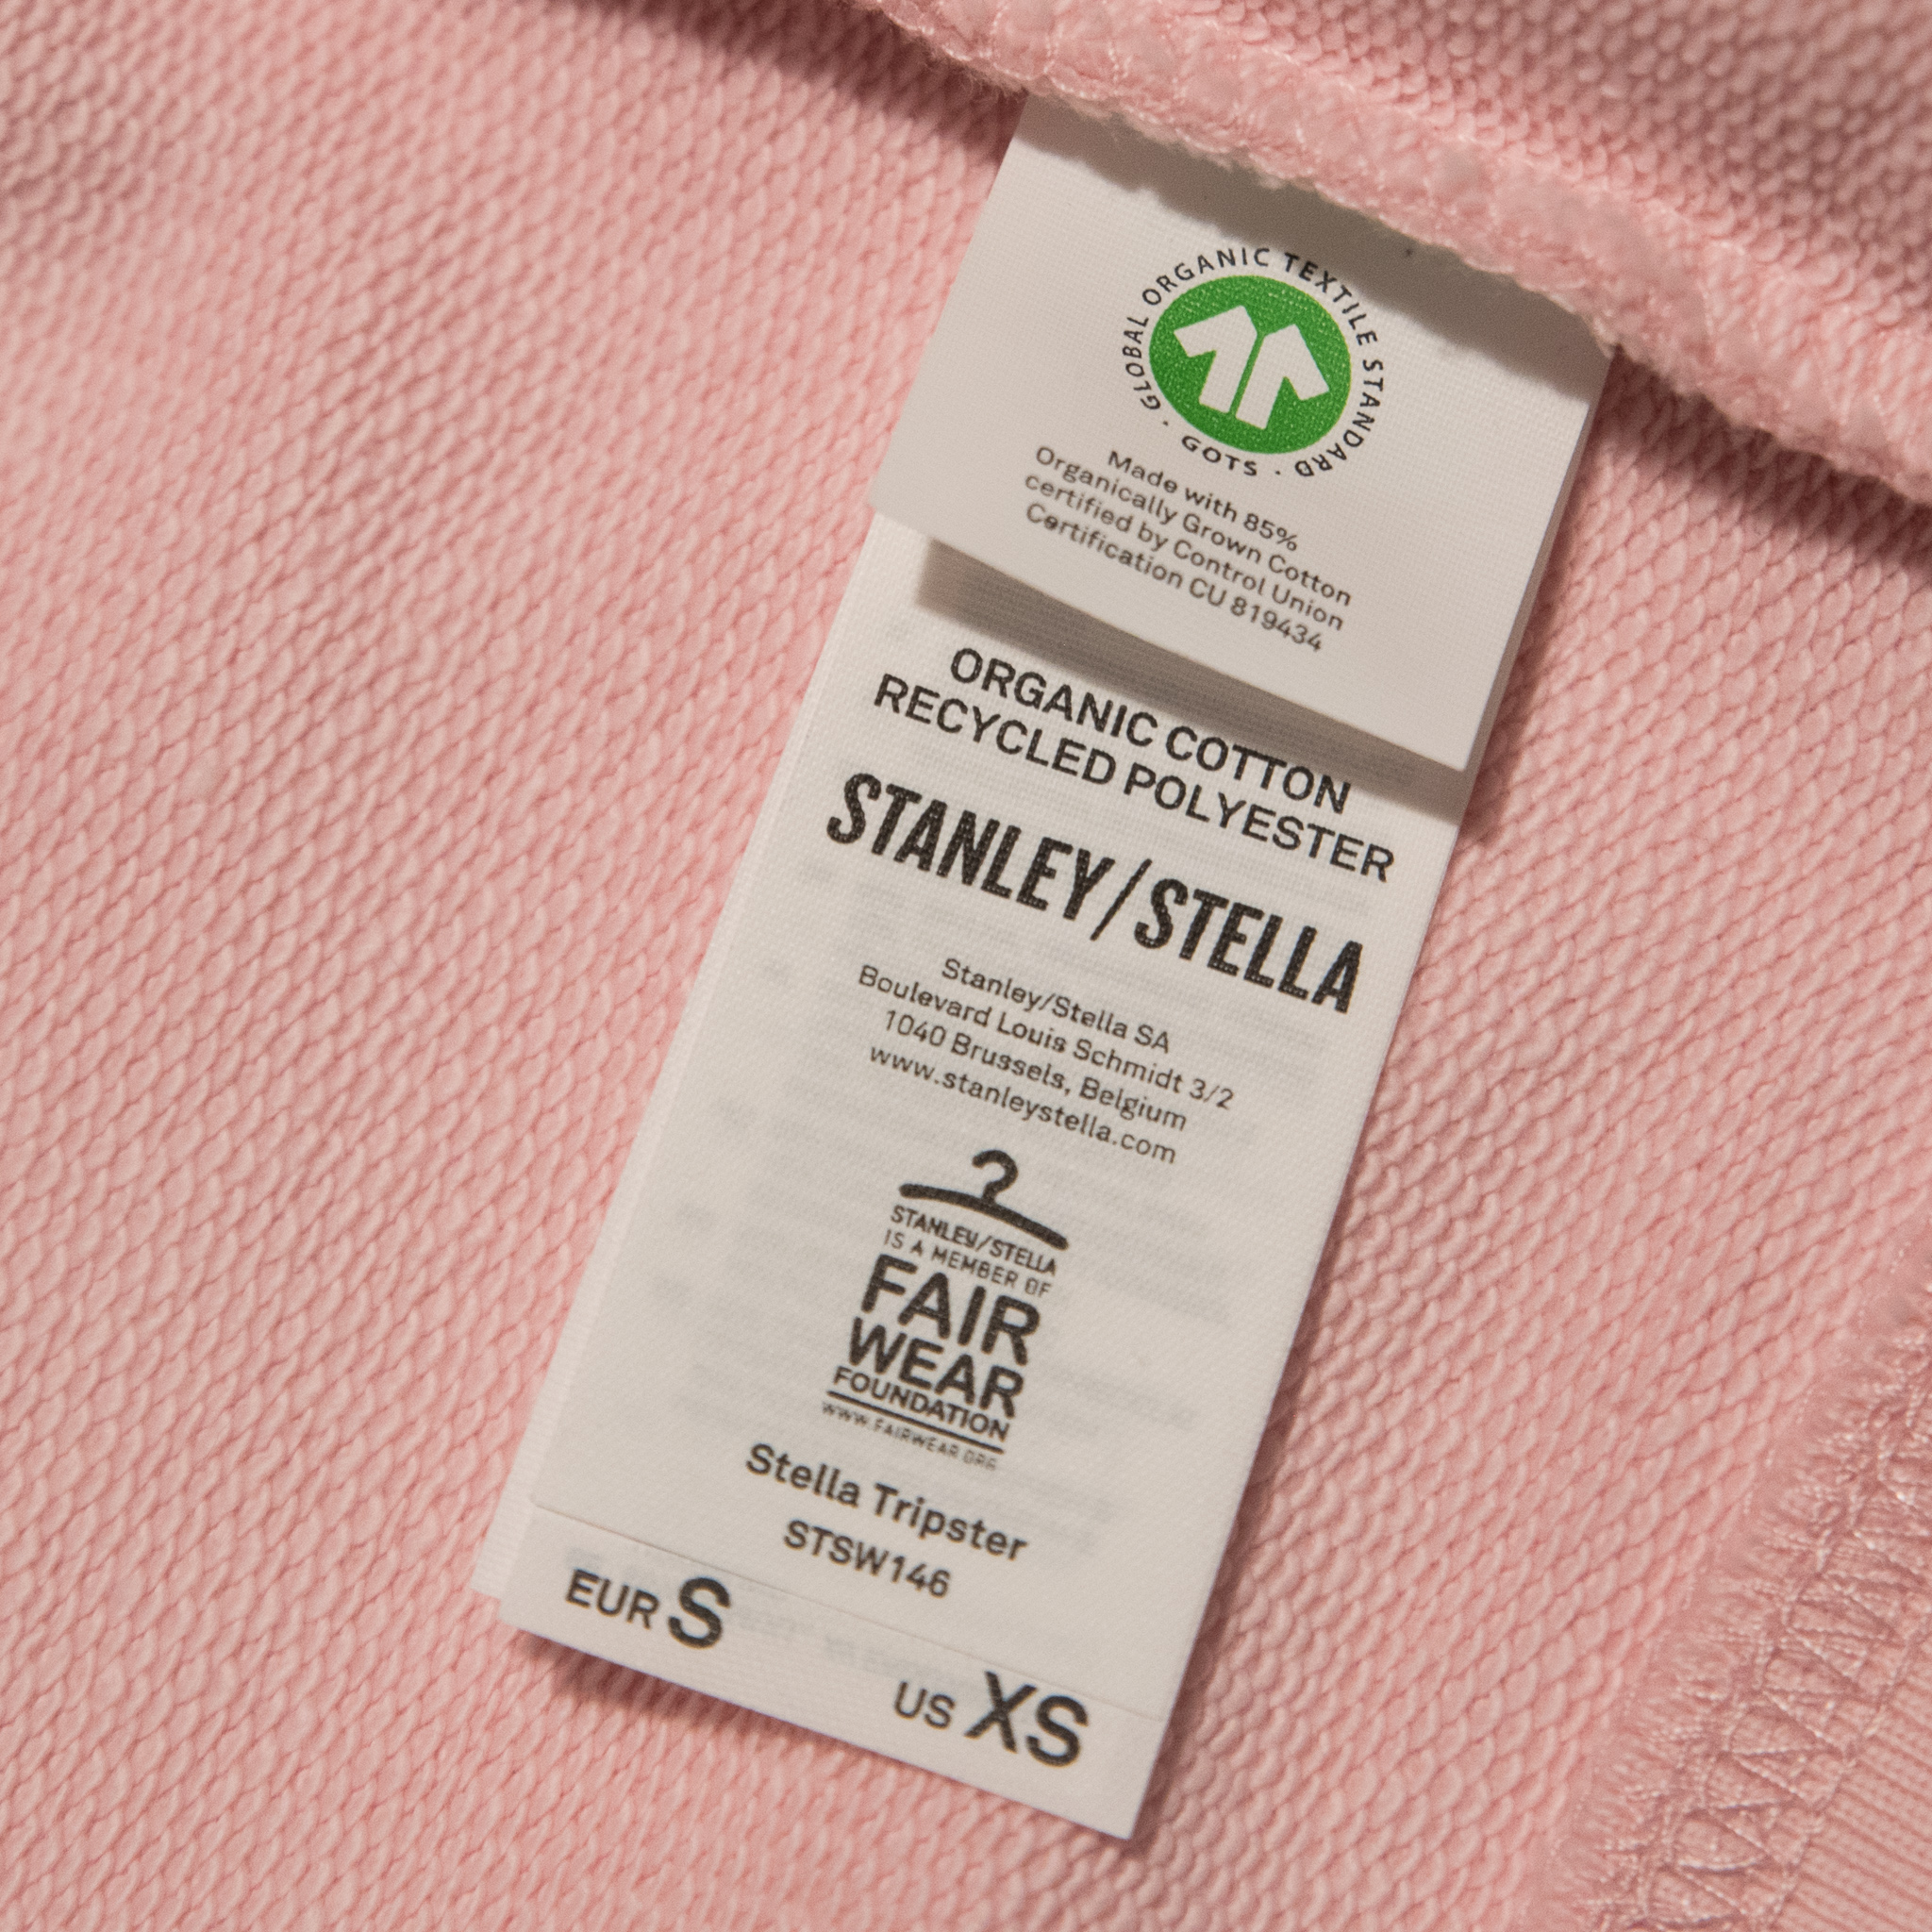 GLOBAL ORGANIC TEXTILE STANDARD · GOTS ·
Made with 85%
Organically Grown Cotton
certified by Control Union
Certification CU 819434
ORGANIC COTTON
RECYCLED POLYESTER
STANLEY/STELLA
Stanley/Stella SA
Boulevard Louis Schmidt 3/2
1040 Brussels, Belgium
www.stanleystella.com
STANLEY/STELLA
IS A MEMBER OF
FAIR
WEAR
FOUNDATION
WWW.FAIRWEAR.ORG
Stella Tripster
STSW146
EUR S
US XS